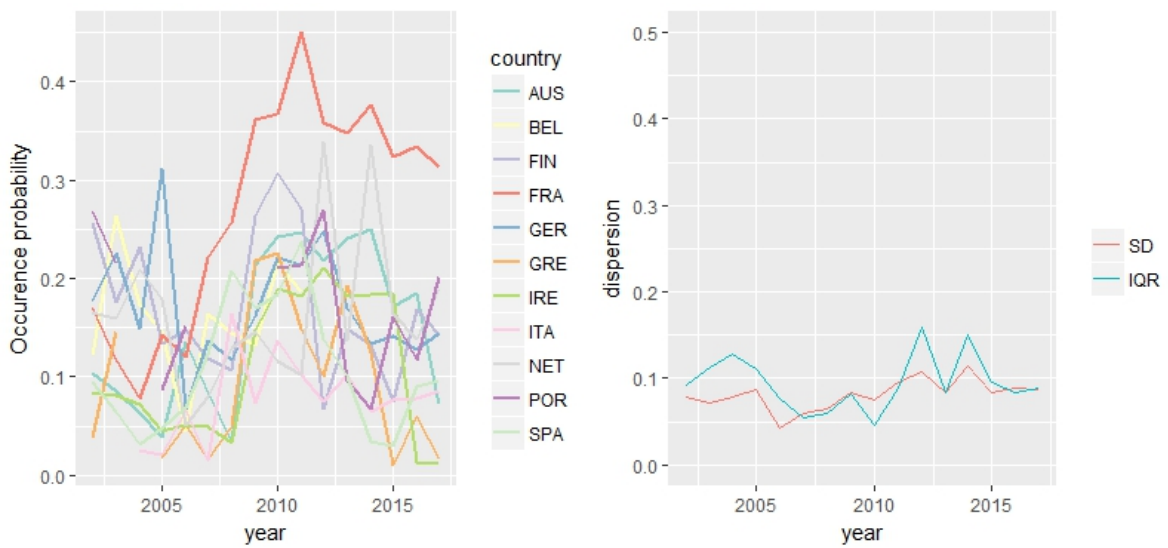 Occurence probability
0.4
0.3
0.2
0.1
0.0
2005
2010
2015
year
country
AUS
BEL
FIN
FRA
GER
GRE
IRE
ITA
NET
POR
SPA
dispersion
0.5
0.4
0.3
0.2
0.1
0.0
2005
2010
2015
year
SD
IQR